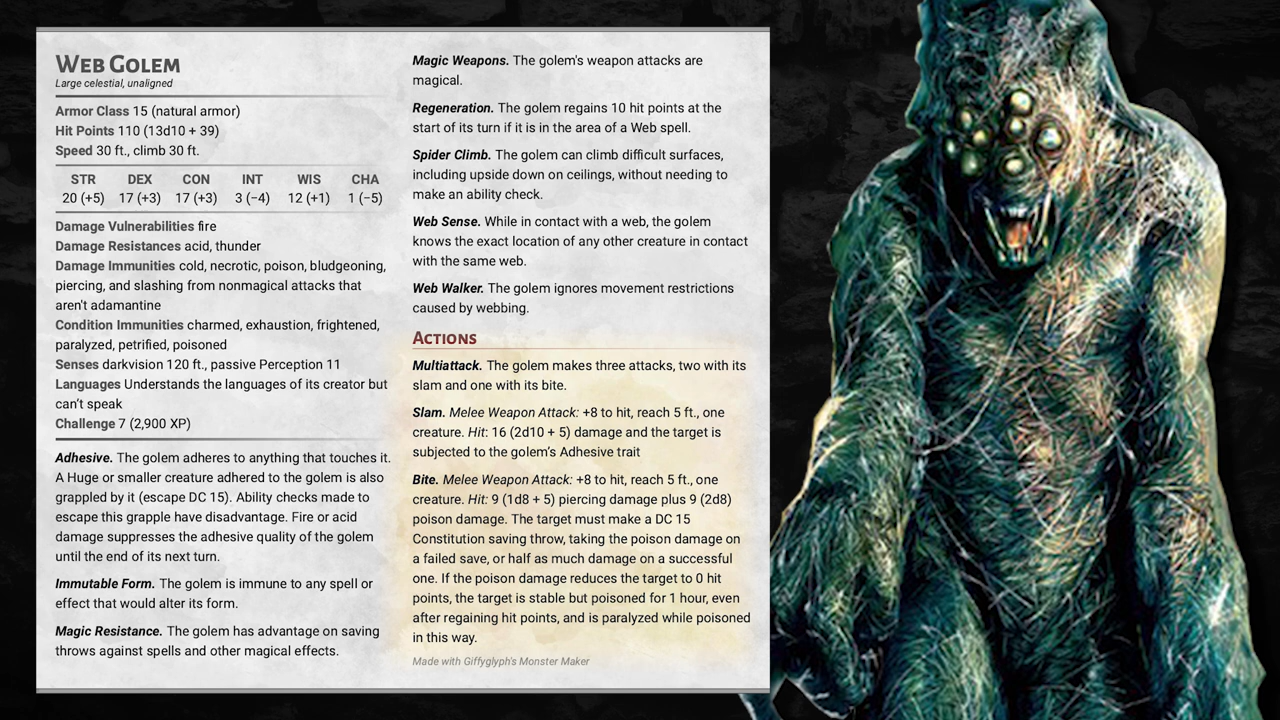 Web Golem
Large celestial, unaligned
Armor Class 15 (natural armor)
Hit Points 110 (13d10 + 39)
Speed 30 ft., climb 30 ft.
STR DEX CON INT WIS CHA
20 (+5) 17 (+3) 17 (+3) 3 (−4) 12 (+1) 1 (−5)
Damage Vulnerabilities fire
Damage Resistances acid, thunder
Damage Immunities cold, necrotic, poison, bludgeoning,
piercing, and slashing from nonmagical attacks that
aren't adamantine
Condition Immunities charmed, exhaustion, frightened,
paralyzed, petrified, poisoned
Senses darkvision 120 ft., passive Perception 11
Languages Understands the languages of its creator but
can't speak
Challenge 7 (2,900 XP)
Adhesive. The golem adheres to anything that touches it.
A Huge or smaller creature adhered to the golem is also
grappled by it (escape DC 15). Ability checks made to
escape this grapple have disadvantage. Fire or acid
damage suppresses the adhesive quality of the golem
until the end of its next turn.
Immutable Form. The golem is immune to any spell or
effect that would alter its form.
Magic Resistance. The golem has advantage on saving
throws against spells and other magical effects.
Magic Weapons. The golem's weapon attacks are
magical.
Regeneration. The golem regains 10 hit points at the
start of its turn if it is in the area of a Web spell.
Spider Climb. The golem can climb difficult surfaces,
including upside down on ceilings, without needing to
make an ability check.
Web Sense. While in contact with a web, the golem
knows the exact location of any other creature in contact
with the same web.
Web Walker. The golem ignores movement restrictions
caused by webbing.
Actions
Multiattack. The golem makes three attacks, two with its
slam and one with its bite.
Slam. Melee Weapon Attack: +8 to hit, reach 5 ft., one
creature. Hit: 16 (2d10 + 5) damage and the target is
subjected to the golem's Adhesive trait
Bite. Melee Weapon Attack: +8 to hit, reach 5 ft., one
creature. Hit: 9 (1d8 + 5) piercing damage plus 9 (2d8)
poison damage. The target must make a DC 15
Constitution saving throw, taking the poison damage on
a failed save, or half as much damage on a successful
one. If the poison damage reduces the target to 0 hit
points, the target is stable but poisoned for 1 hour, even
after regaining hit points, and is paralyzed while poisoned
in this way.
Made with Giffyglyph's Monster Maker